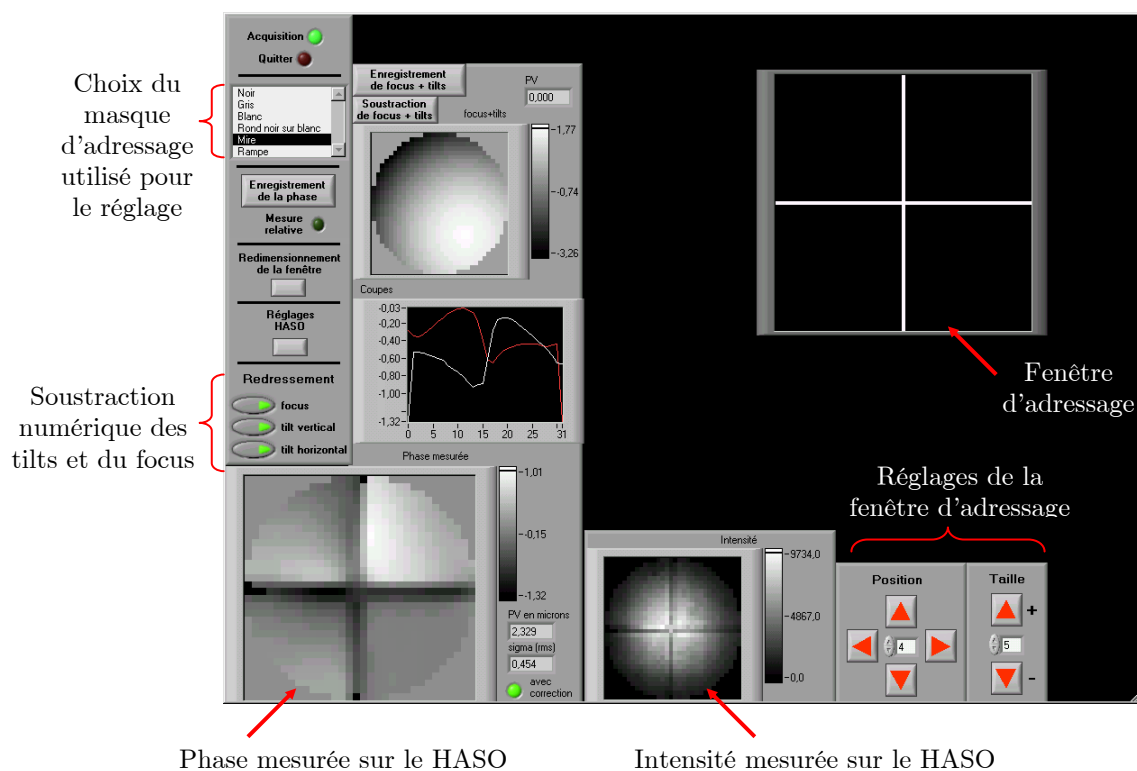 Choix du
masque
d'adressage
utilisé pour
le réglage
Soustraction
numérique des
tilts et du focus
Acquisition
Quitter
Noir
Gris
Blanc
Rond noir sur blanc
Mire
Rampe
Enregistrement
de la phase
Mesure
relative
Redimensionnement
de la fenêtre
Réglages
HASO
Redressement
focus
tilt vertical
tilt horizontal
Enregistrement
de focus + tilts
Soustraction
de focus + tilts
focus+tilts
PV
0,000
-1,77
-0,74
-3,26
Coupes
-0,03
-0,20
-0,40
-0,60
-0,80
-1,00
-1,32
0 5 10 15 20 25 31
Phase mesurée
-1,01
-0,15
-1,32
PV en microns
2,329
sigma (rms)
0,454
avec
correction
Intensité
-9734,0
-4867,0
-0,0
Fenêtre
d'adressage
Réglages de la
fenêtre d'adressage
Position
4
Taille
+
5
-
Phase mesurée sur le HASO
Intensité mesurée sur le HASO